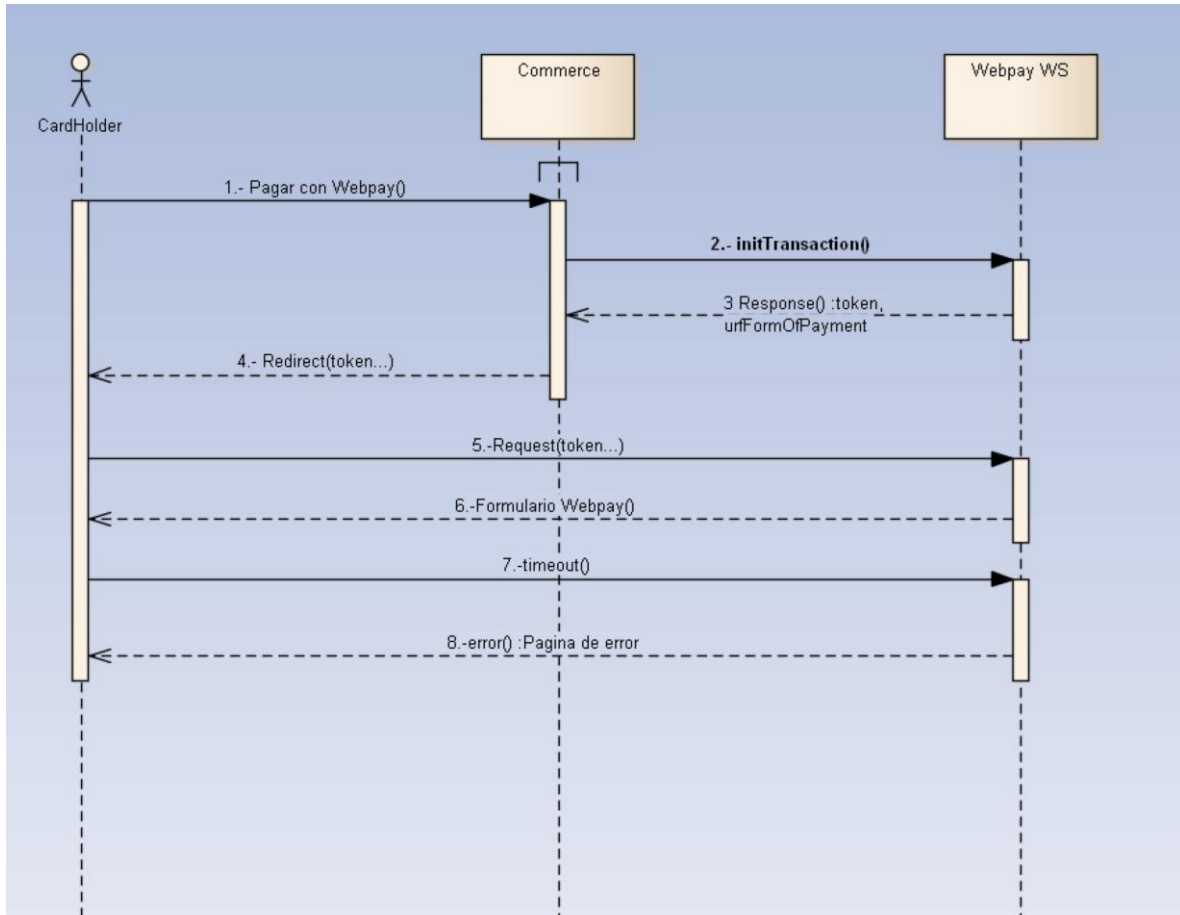 Commerce
Webpay WS
CardHolder
1.- Pagar con Webpay()
2.- initTransaction()
3 Response() :token,
urfFormOfPayment
4.- Redirect(token...)
5.-Request(token...)
6.-Formulario Webpay()
7.-timeout()
8.-error() :Pagina de error